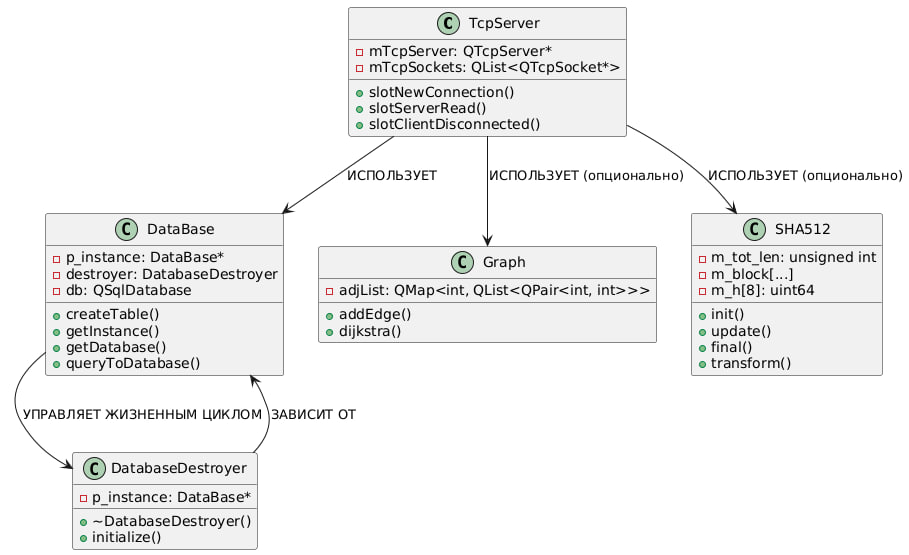 C TcpServer
mTcpServer: QTcpServer*
mTcpSockets: QList<QTcpSocket*>
slotNewConnection()
slotServerRead()
slotClientDisconnected()
ИСПОЛЬЗУЕТ
ИСПОЛЬЗУЕТ (опционально)
ИСПОЛЬЗУЕТ (опционально)
C DataBase
p_instance: DataBase*
destroyer: DatabaseDestroyer
db: QSqlDatabase
createTable()
getInstance()
getDatabase()
queryToDatabase()
C Graph
adjList: QMap<int, QList<QPair<int, int>>>
addEdge()
dijkstra()
C SHA512
m_tot_len: unsigned int
m_block[...]
m_h[8]: uint64
init()
update()
final()
transform()
УПРАВЛЯЕТ ЖИЗНЕННЫМ ЦИКЛОМ
ЗАВИСИТ ОТ
C DatabaseDestroyer
p_instance: DataBase*
~DatabaseDestroyer()
initialize()